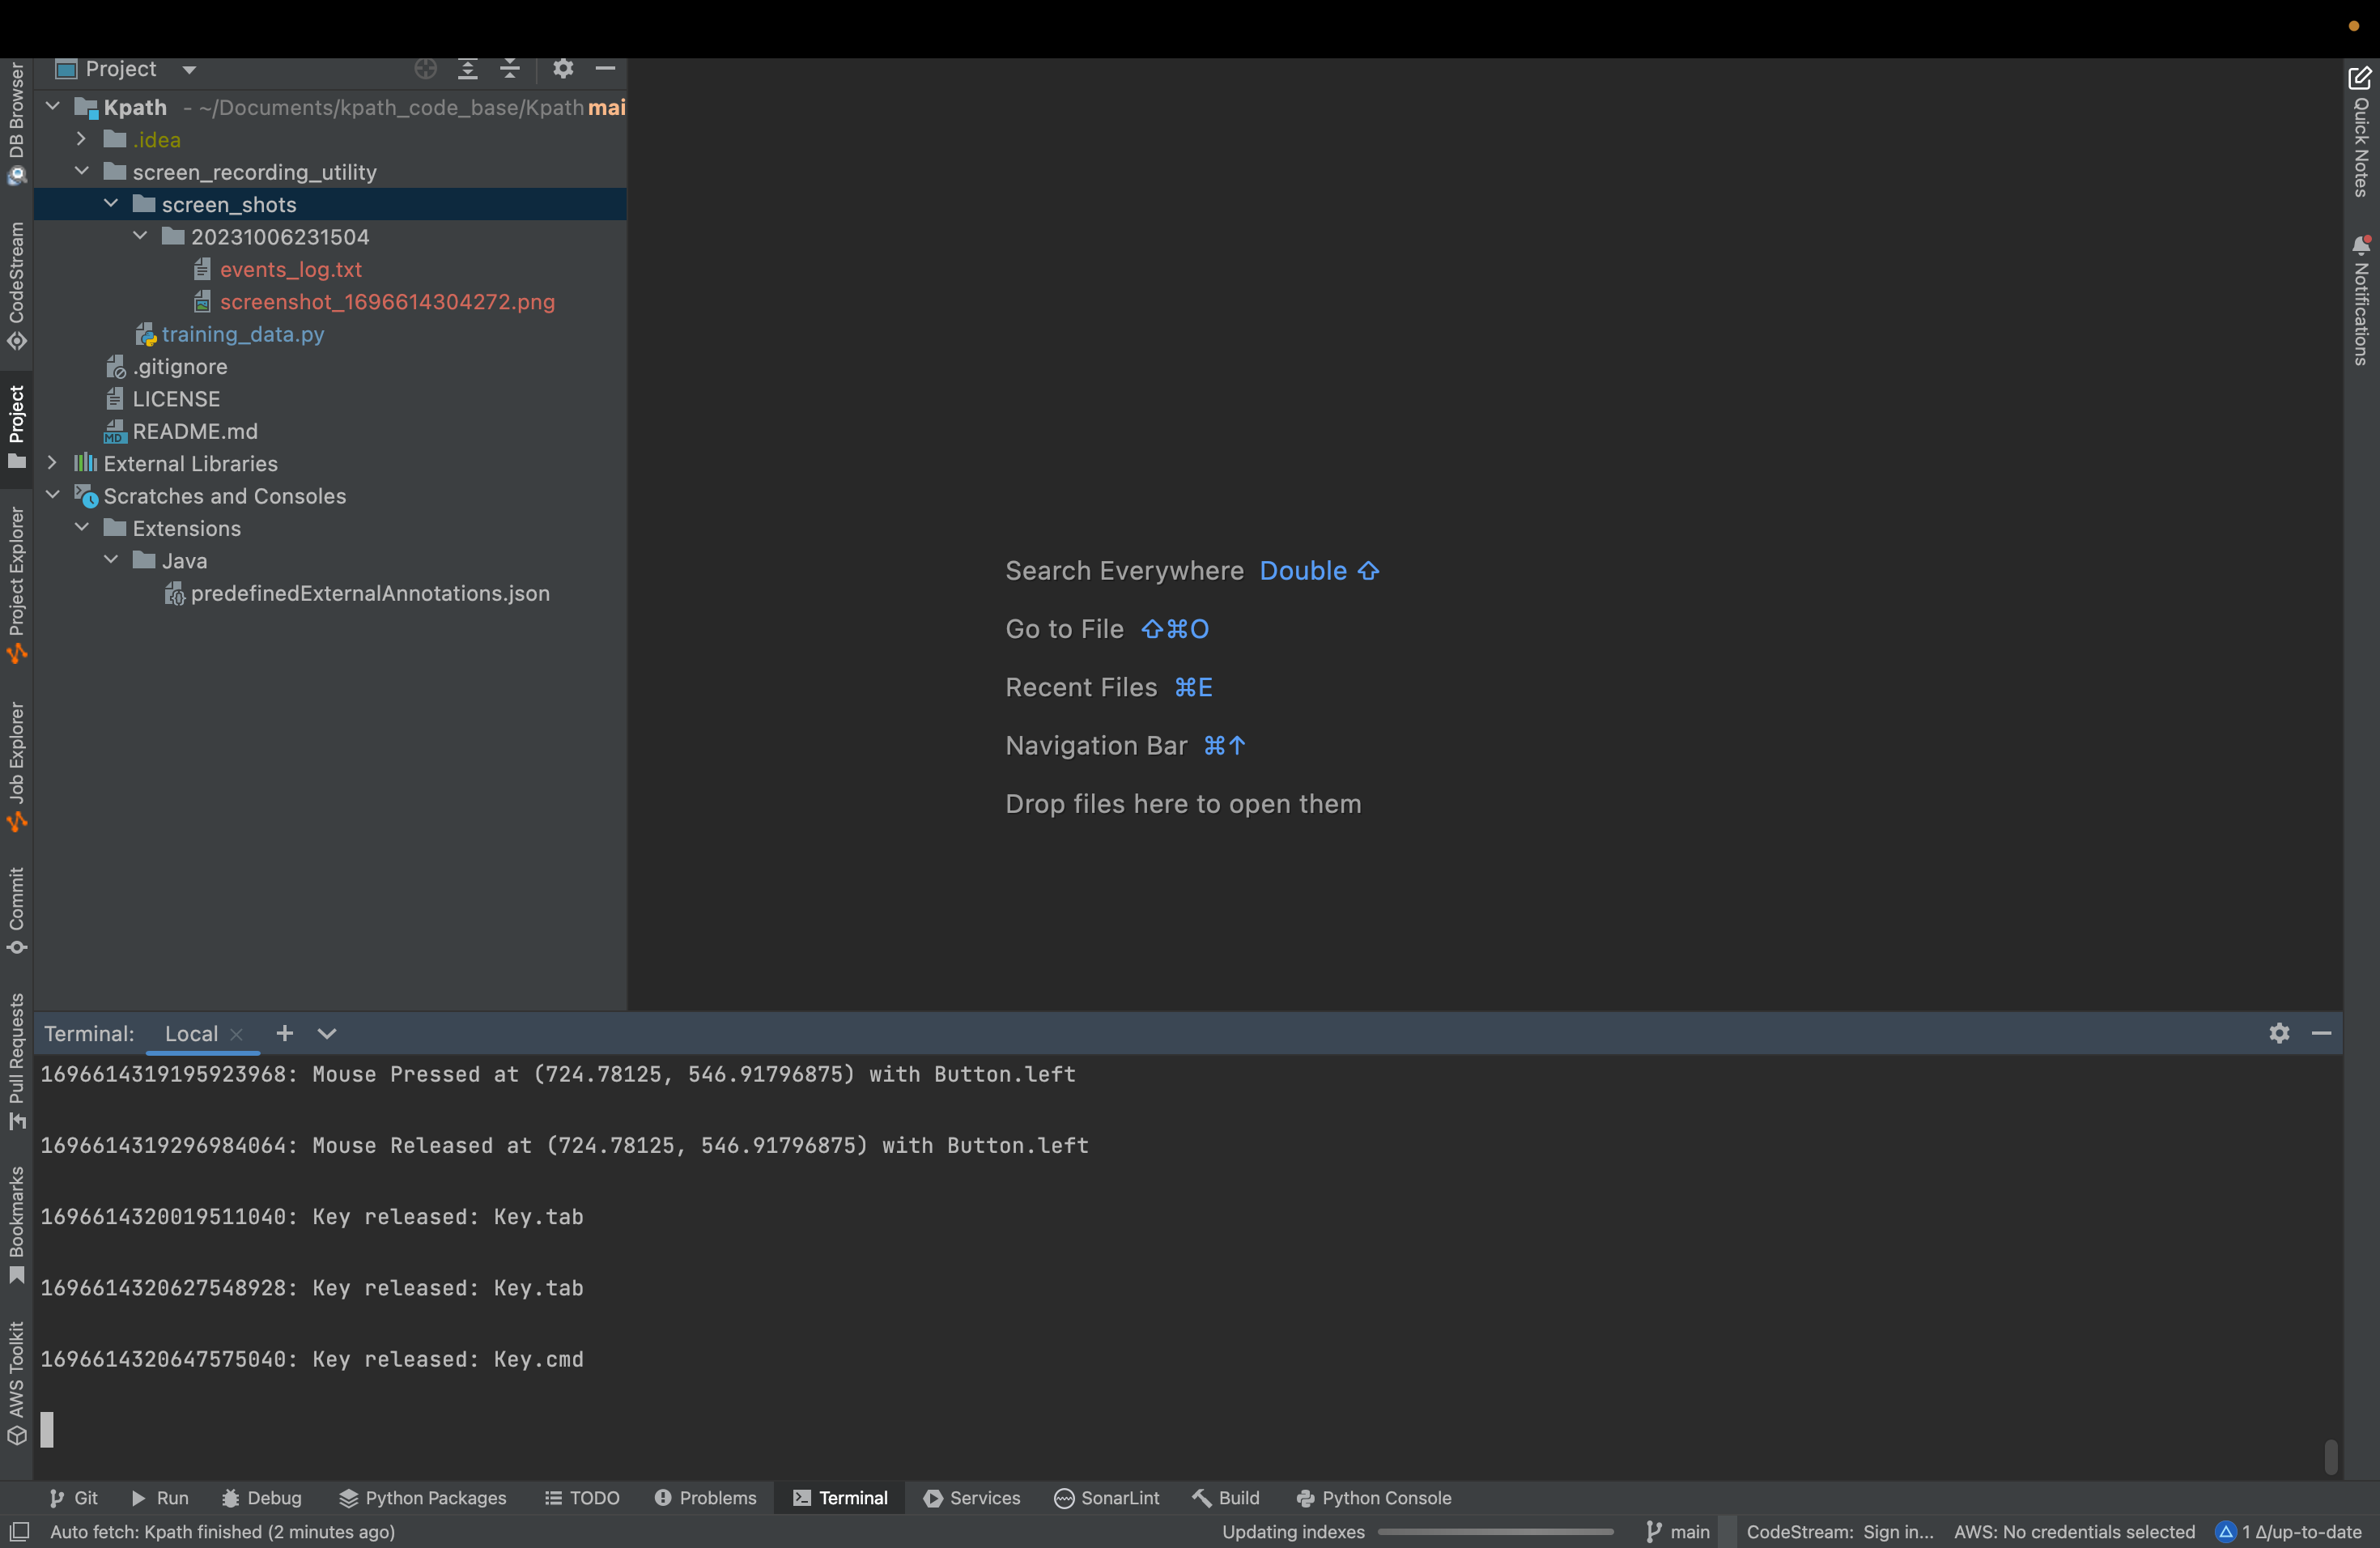 Project
Kpath - ~/Documents/kpath_code_base/Kpath mai
.idea
screen_recording_utility
screen_shots
20231006231504
events_log.txt
screenshot_1696614304272.png
training_data.py
.gitignore
LICENSE
README.md
External Libraries
Scratches and Consoles
Extensions
Java
predefinedExternalAnnotations.json
DB Browser
CodeStream
Project
Project Explorer
Job Explorer
Commit
Pull Requests
Bookmarks
AWS Toolkit
Search Everywhere Double ⇧
Go to File ⇧⌘O
Recent Files ⌘E
Navigation Bar ⌘↑
Drop files here to open them
Quick Notes
Notifications
Terminal: Local
1696614319195923968: Mouse Pressed at (724.78125, 546.91796875) with Button.left
1696614319296984064: Mouse Released at (724.78125, 546.91796875) with Button.left
1696614320019511040: Key released: Key.tab
1696614320627548928: Key released: Key.tab
1696614320647575040: Key released: Key.cmd
Git Run Debug Python Packages TODO Problems Terminal Services SonarLint Build Python Console
Auto fetch: Kpath finished (2 minutes ago) Updating indexes main CodeStream: Sign in... AWS: No credentials selected 1 Δ/up-to-date